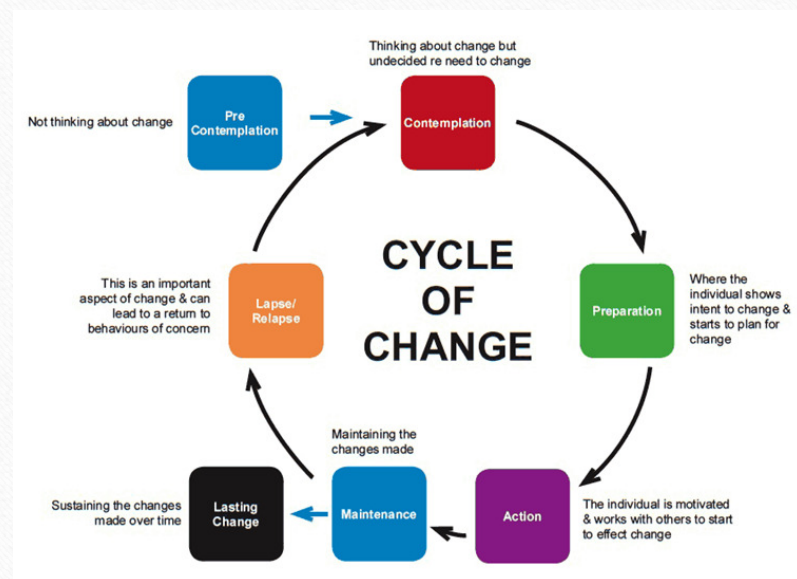 Thinking about change but
undecided re need to change
Not thinking about change
Pre
Contemplation
Contemplation
CYCLE
OF
CHANGE
This is an important
aspect of change & can
lead to a return to
behaviours of concern
Lapse/
Relapse
Preparation
Where the
individual shows
intent to change &
starts to plan for
change
Maintaining the
changes made
Sustaining the changes
made over time
Lasting
Change
Maintenance
Action
The individual is motivated
& works with others to start
to effect change